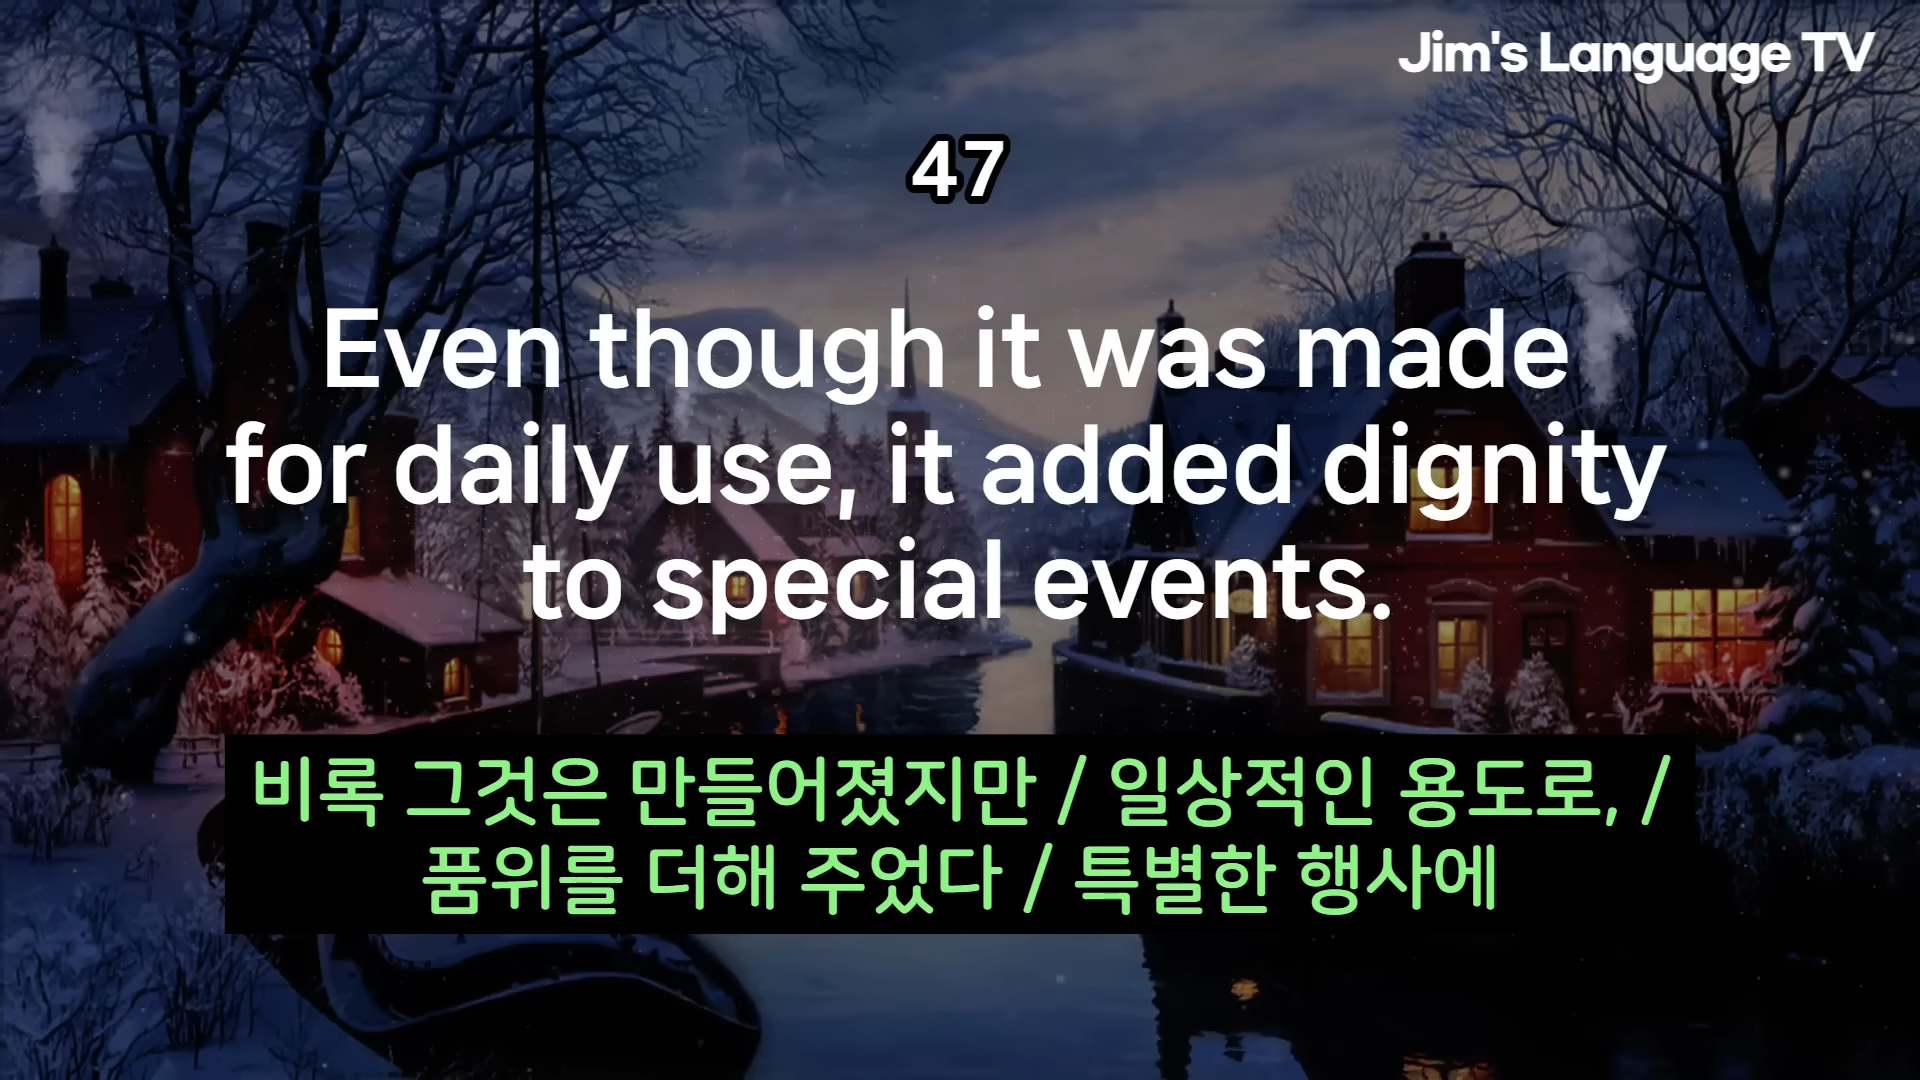 Jim's Language TV
47
Even though it was made
for daily use, it added dignity
to special events.
비록 그것은 만들어졌지만 / 일상적인 용도로, /
품위를 더해 주었다 / 특별한 행사에